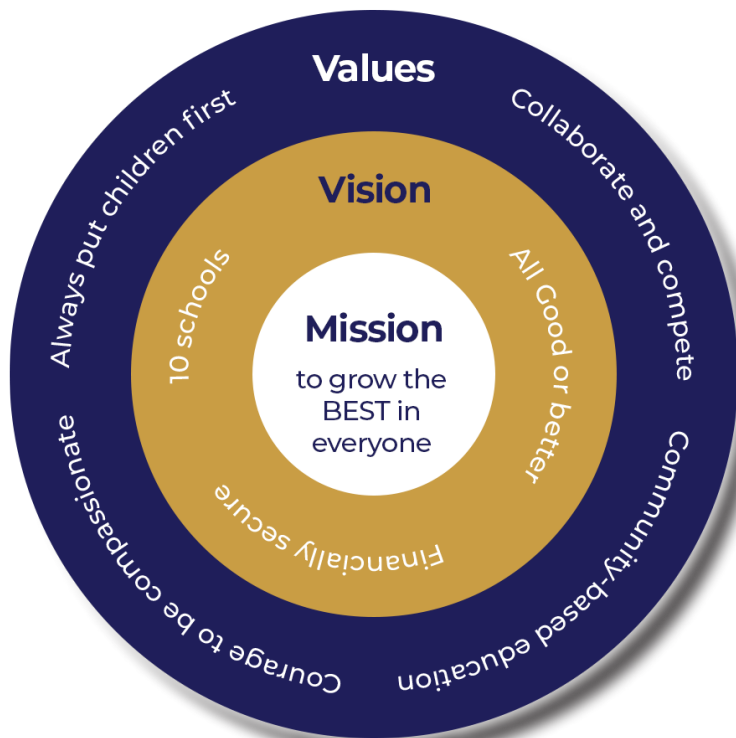 Values
Always put children first
Collaborate and compete
Community-based education
Courage to be compassionate
Vision
10 schools
All Good or better
Financially secure
Mission
to grow the
BEST in
everyone